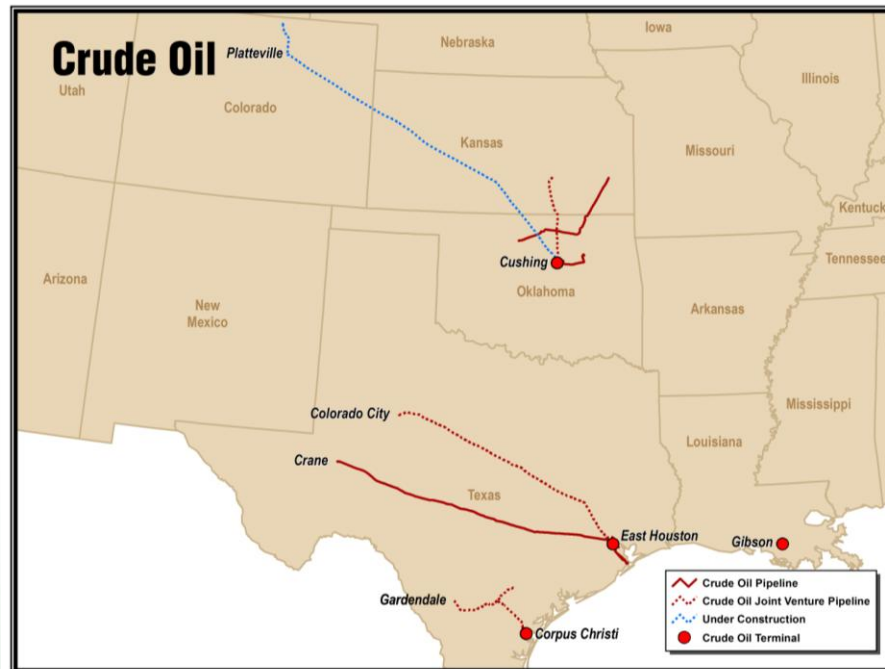 Crude Oil
Platteville
Nebraska
Iowa
Utah
Colorado
Illinois
Kansas
Missouri
Kentuck
Tennessee
Cushing
Oklahoma
Arizona
New
Mexico
Arkansas
Mississippi
Colorado City
Louisiana
Crane
Texas
East Houston
Gibson
Gardendale
Corpus Christi
Crude Oil Pipeline
Crude Oil Joint Venture Pipeline
Under Construction
Crude Oil Terminal